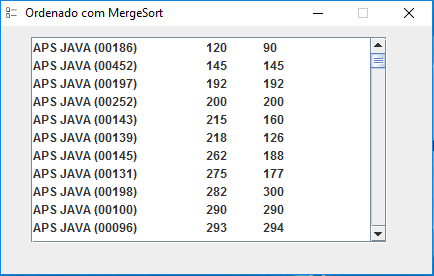 Ordenado com MergeSort
APS JAVA (00186) 120 90
APS JAVA (00452) 145 145
APS JAVA (00197) 192 192
APS JAVA (00252) 200 200
APS JAVA (00143) 215 160
APS JAVA (00139) 218 126
APS JAVA (00145) 262 188
APS JAVA (00131) 275 177
APS JAVA (00198) 282 300
APS JAVA (00100) 290 290
APS JAVA (00096) 293 294